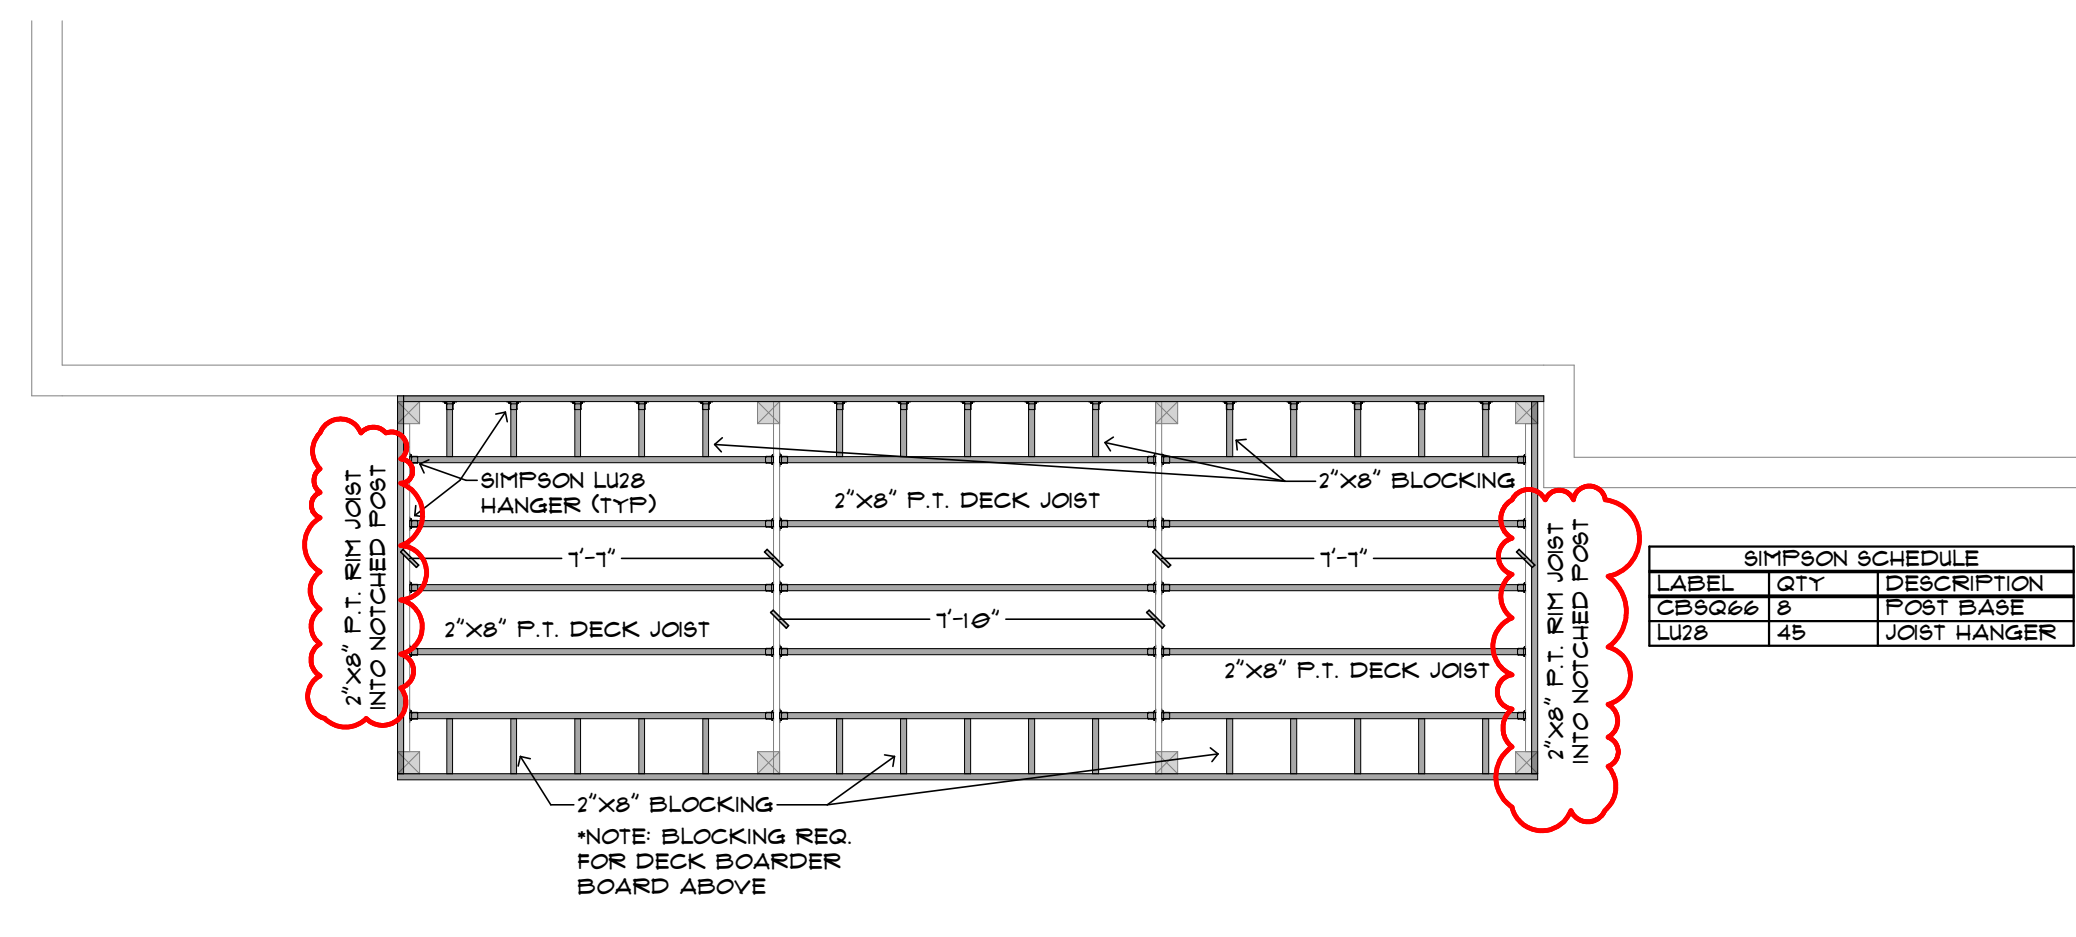 SIMPSON LU28
HANGER (TYP)
2"X8" P.T. DECK JOIST
2"X8" BLOCKING
2"X8" P.T. RIM JOIST
INTO NOTCHED POST
7'-7"
7'-7"
7'-10"
2"X8" P.T. DECK JOIST
2"X8" P.T. DECK JOIST
2"X8" P.T. RIM JOIST
INTO NOTCHED POST
SIMPSON SCHEDULE
LABEL QTY DESCRIPTION
CBSQ66 8 POST BASE
LU28 45 JOIST HANGER
2"X8" BLOCKING
*NOTE: BLOCKING REQ.
FOR DECK BOARDER
BOARD ABOVE